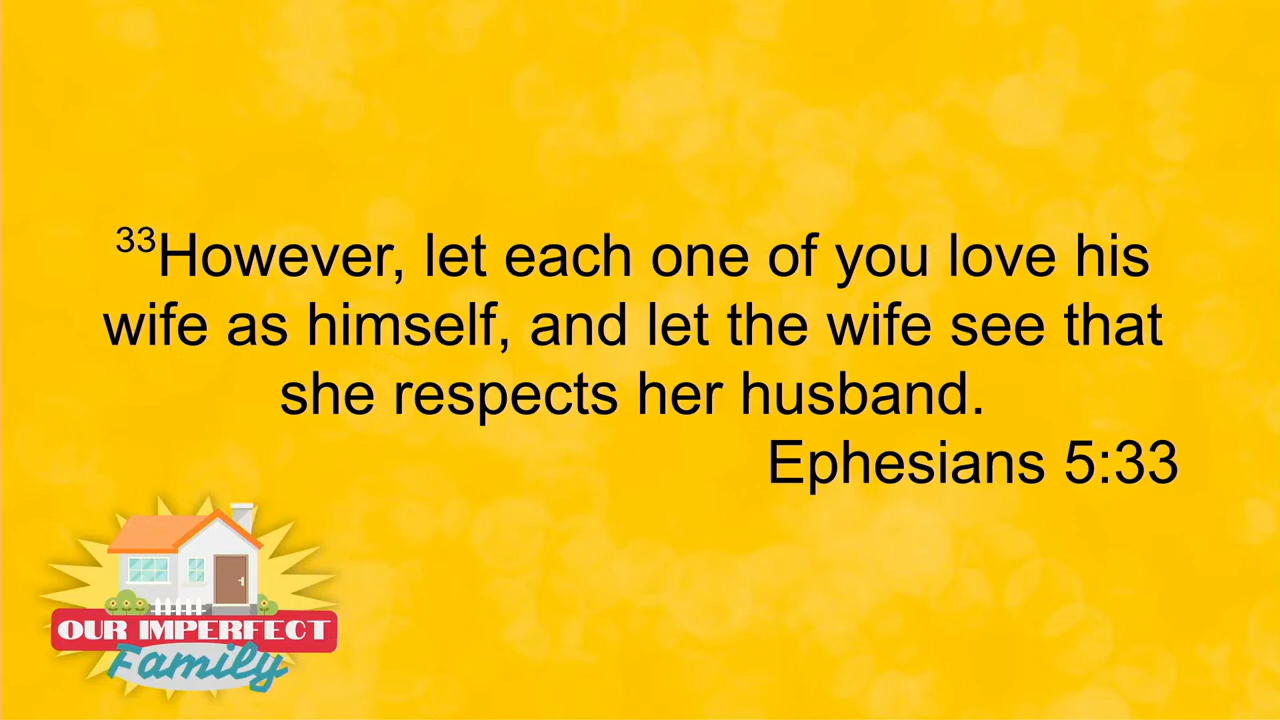 ³³However, let each one of you love his
wife as himself, and let the wife see that
she respects her husband.
Ephesians 5:33
OUR IMPERFECT
Family